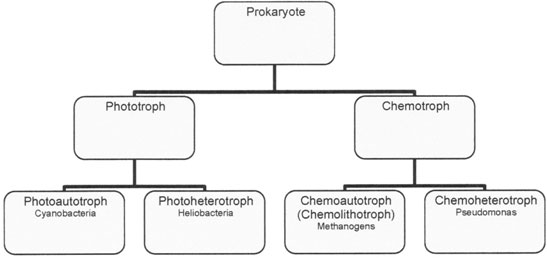 Prokaryote
Phototroph
Chemotroph
Photoautotroph
Cyanobacteria
Photoheterotroph
Heliobacteria
Chemoautotroph
(Chemolithotroph)
Methanogens
Chemoheterotroph
Pseudomonas